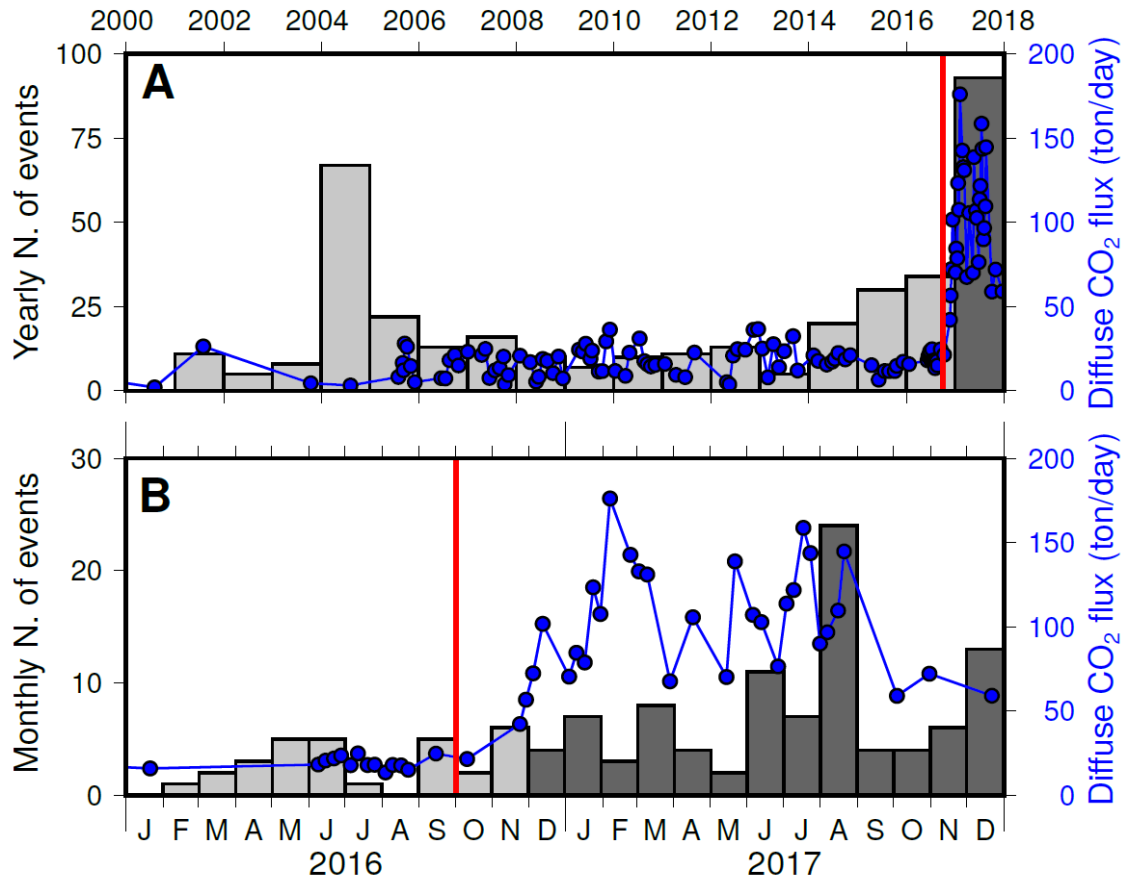 2000 2002 2004 2006 2008 2010 2012 2014 2016 2018
A
Yearly N. of events
100
75
50
25
0
200
150
100
50
0
Diffuse CO₂ flux (ton/day)
B
Monthly N. of events
30
20
10
0
200
150
100
50
0
Diffuse CO₂ flux (ton/day)
J F M A M J J A S O N D J F M A M J J A S O N D
2016 2017